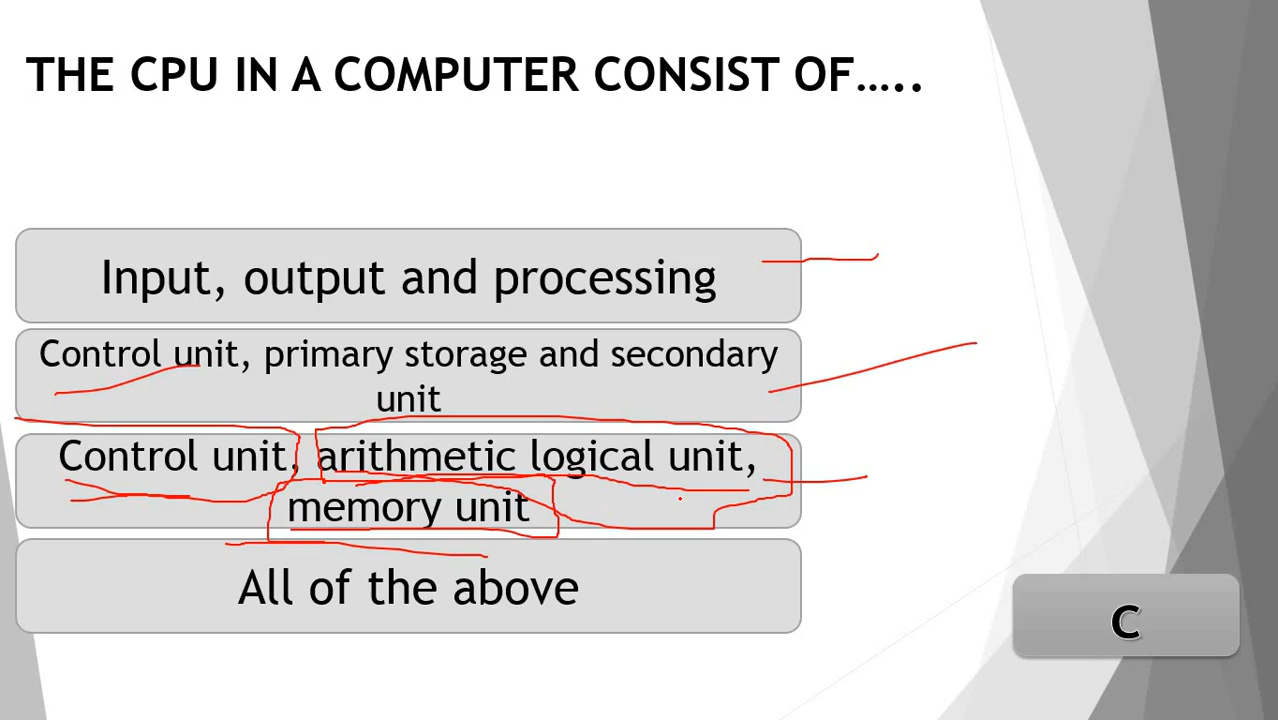 THE CPU IN A COMPUTER CONSIST OF…..
Input, output and processing
Control unit, primary storage and secondary
unit
Control unit, arithmetic logical unit,
memory unit
All of the above
C